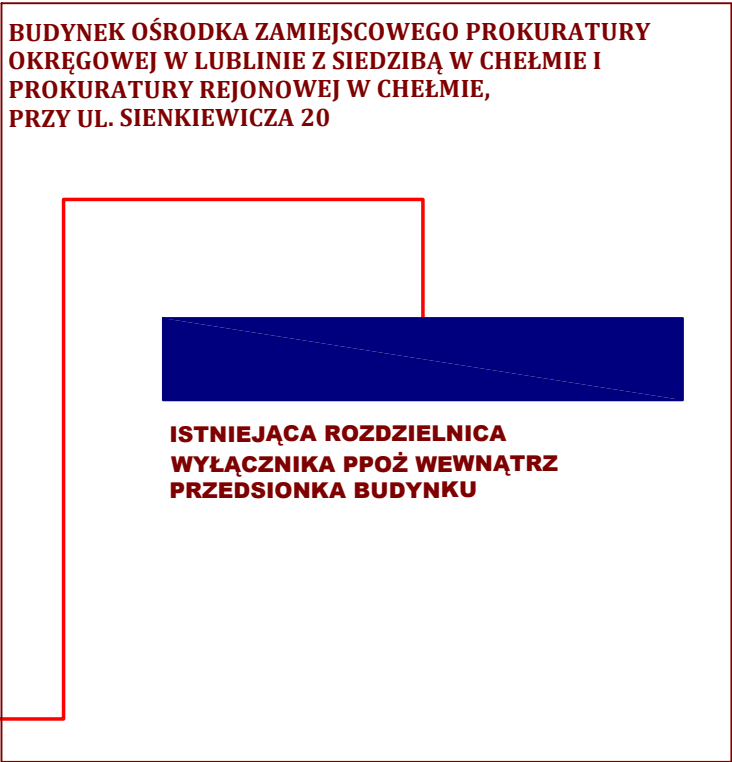 BUDYNEK OŚRODKA ZAMIEJSCOWEGO PROKURATURY
OKRĘGOWEJ W LUBLINIE Z SIEDZIBĄ W CHEŁMIE I
PROKURATURY REJONOWEJ W CHEŁMIE,
PRZY UL. SIENKIEWICZA 20
ISTNIEJĄCA ROZDZIELNICA
WYŁĄCZNIKA PPOŻ WEWNĄTRZ
PRZEDSIONKA BUDYNKU